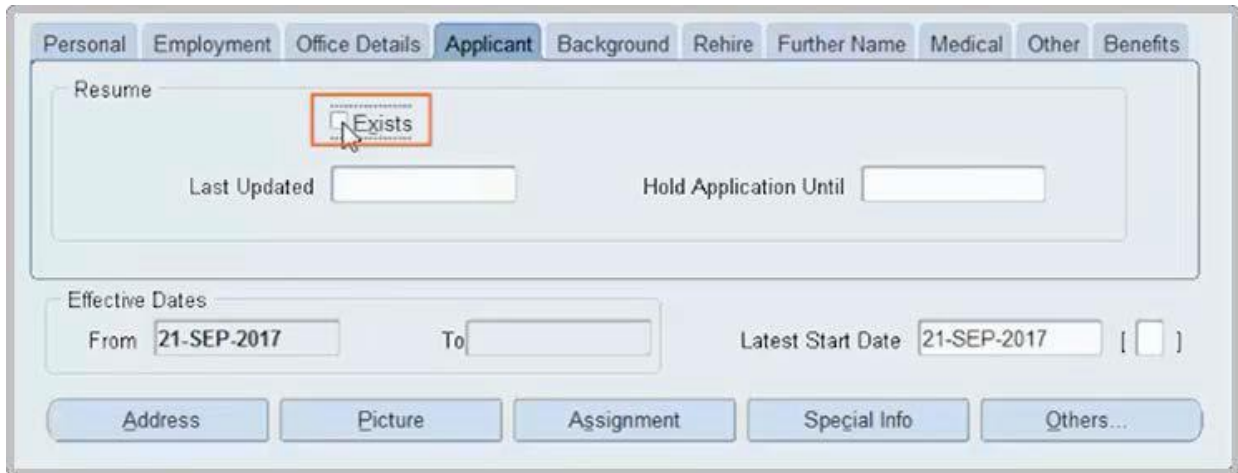 Personal Employment Office Details Applicant Background Rehire Further Name Medical Other Benefits
Resume
Exists
Last Updated Hold Application Until
Effective Dates
From 21-SEP-2017 To Latest Start Date 21-SEP-2017 [ ]
Address Picture Assignment Special Info Others...